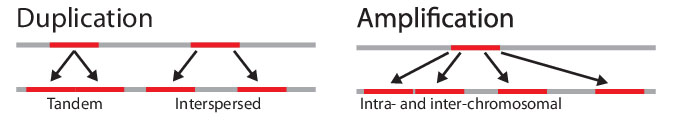 Duplication
Tandem
Interspersed
Amplification
Intra- and inter-chromosomal